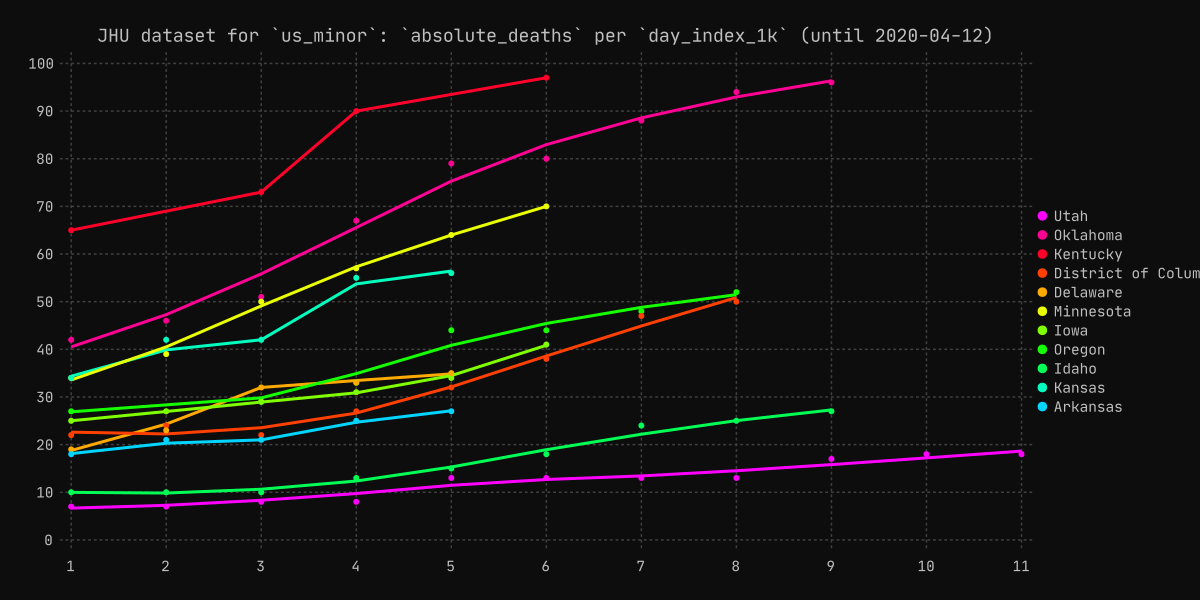 JHU dataset for `us_minor`: `absolute_deaths` per `day_index_1k` (until 2020-04-12)
100
90
80
70
60
50
40
30
20
10
0
1 2 3 4 5 6 7 8 9 10 11
Utah
Oklahoma
Kentucky
District of Colum
Delaware
Minnesota
Iowa
Oregon
Idaho
Kansas
Arkansas